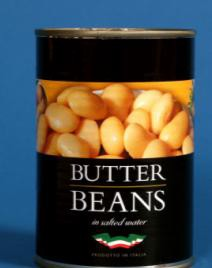 BUTTER
BEANS
in salted water
PRODOTTO IN ITALIA